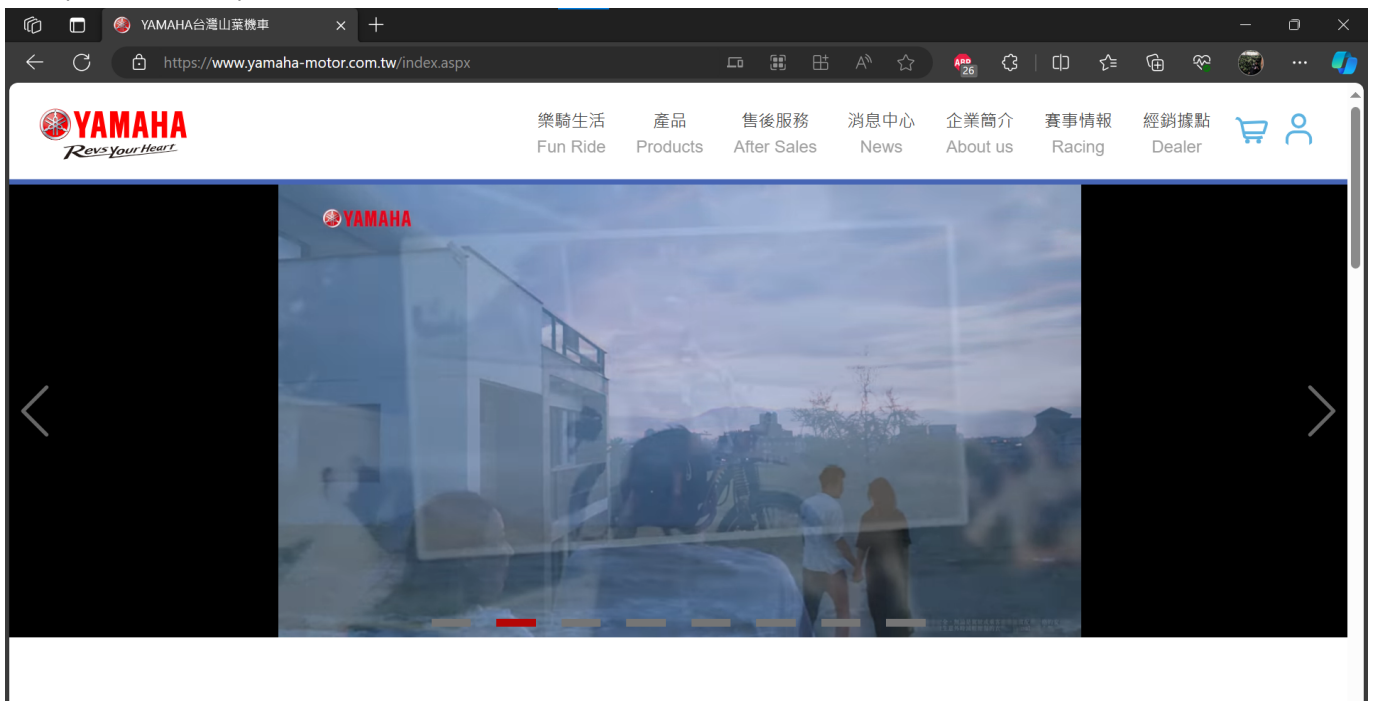 YAMAHA台灣山葉機車
https://www.yamaha-motor.com.tw/index.aspx
ABP
26
YAMAHA
Revs Your Heart
樂騎生活 產品 售後服務 消息中心 企業簡介 賽事情報 經銷據點
Fun Ride Products After Sales News About us Racing Dealer
YAMAHA